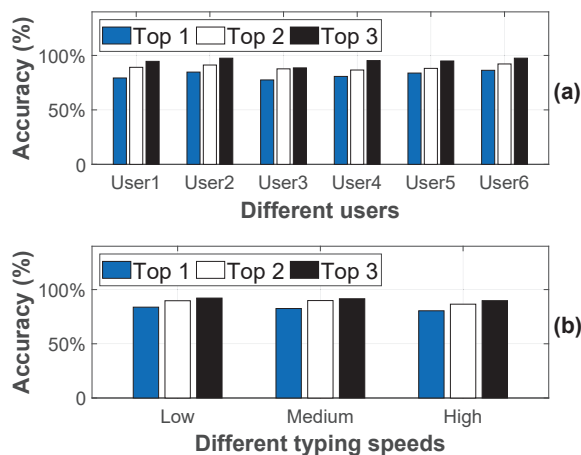 Top 1 Top 2 Top 3
100%
50%
0
Accuracy (%)
User1 User2 User3 User4 User5 User6
Different users
(a)
Top 1 Top 2 Top 3
100%
50%
0
Accuracy (%)
Low Medium High
Different typing speeds
(b)